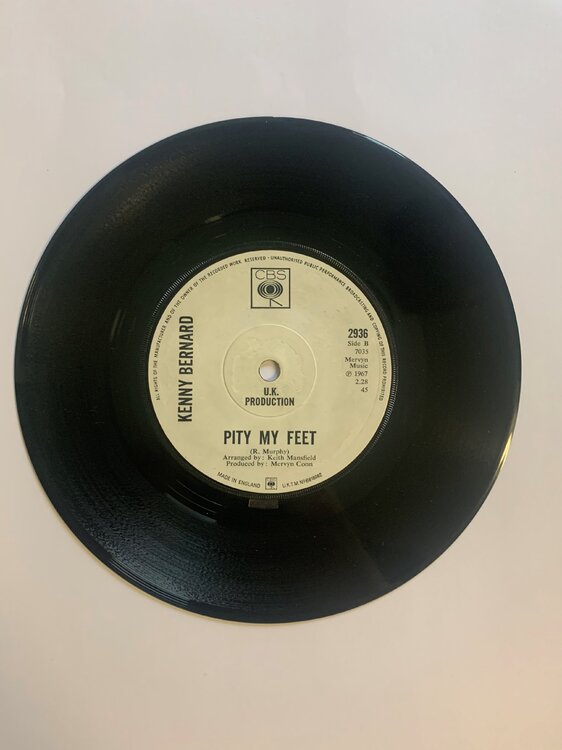 ALL RIGHTS OF THE MANUFACTURER AND OF THE OWNER OF THE RECORDED WORK RESERVED · UNAUTHORISED PUBLIC PERFORMANCE BROADCASTING AND COPYING OF THIS RECORD PROHIBITED
CBS
KENNY BERNARD
2936
Side B
7035
Mervyn
Music
℗ 1967
2.28
45
U.K.
PRODUCTION
PITY MY FEET
(R. Murphy)
Arranged by: Keith Mansfield
Produced by: Mervyn Conn
MADE IN ENGLAND
U.K.T.M.